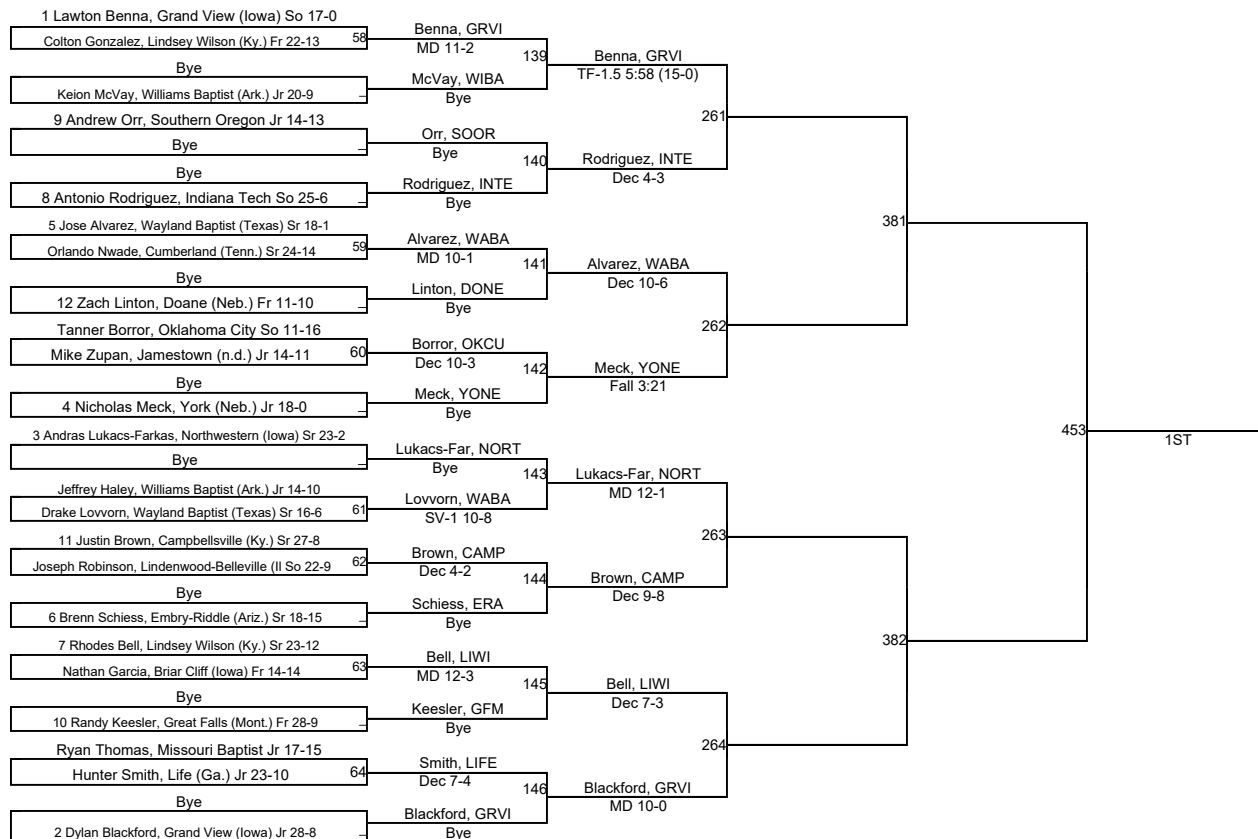 1 Lawton Benna, Grand View (Iowa) So 17-0
Colton Gonzalez, Lindsey Wilson (Ky.) Fr 22-13
58
Bye
Keion McVay, Williams Baptist (Ark.) Jr 20-9
_
9 Andrew Orr, Southern Oregon Jr 14-13
Bye
_
Bye
8 Antonio Rodriguez, Indiana Tech So 25-6
_
5 Jose Alvarez, Wayland Baptist (Texas) Sr 18-1
Orlando Nwade, Cumberland (Tenn.) Sr 24-14
59
Bye
12 Zach Linton, Doane (Neb.) Fr 11-10
_
Tanner Borror, Oklahoma City So 11-16
Mike Zupan, Jamestown (n.d.) Jr 14-11
60
Bye
4 Nicholas Meck, York (Neb.) Jr 18-0
_
3 Andras Lukacs-Farkas, Northwestern (Iowa) Sr 23-2
Bye
_
Jeffrey Haley, Williams Baptist (Ark.) Jr 14-10
Drake Lovvorn, Wayland Baptist (Texas) Sr 16-6
61
11 Justin Brown, Campbellsville (Ky.) Sr 27-8
Joseph Robinson, Lindenwood-Belleville (Il So 22-9
62
Bye
6 Brenn Schiess, Embry-Riddle (Ariz.) Sr 18-15
_
7 Rhodes Bell, Lindsey Wilson (Ky.) Sr 23-12
Nathan Garcia, Briar Cliff (Iowa) Fr 14-14
63
Bye
10 Randy Keesler, Great Falls (Mont.) Fr 28-9
_
Ryan Thomas, Missouri Baptist Jr 17-15
Hunter Smith, Life (Ga.) Jr 23-10
64
Bye
2 Dylan Blackford, Grand View (Iowa) Jr 28-8
_
Benna, GRVI
MD 11-2
139
McVay, WIBA
Bye
Orr, SOOR
Bye
140
Rodriguez, INTE
Bye
Alvarez, WABA
MD 10-1
141
Linton, DONE
Bye
Borror, OKCU
Dec 10-3
142
Meck, YONE
Bye
Lukacs-Far, NORT
Bye
143
Lovvorn, WABA
SV-1 10-8
Brown, CAMP
Dec 4-2
144
Schiess, ERA
Bye
Bell, LIWI
MD 12-3
145
Keesler, GFM
Bye
Smith, LIFE
Dec 7-4
146
Blackford, GRVI
Bye
Benna, GRVI
TF-1.5 5:58 (15-0)
261
Rodriguez, INTE
Dec 4-3
Alvarez, WABA
Dec 10-6
262
Meck, YONE
Fall 3:21
Lukacs-Far, NORT
MD 12-1
263
Brown, CAMP
Dec 9-8
Bell, LIWI
Dec 7-3
264
Blackford, GRVI
MD 10-0
381
382
453
1ST